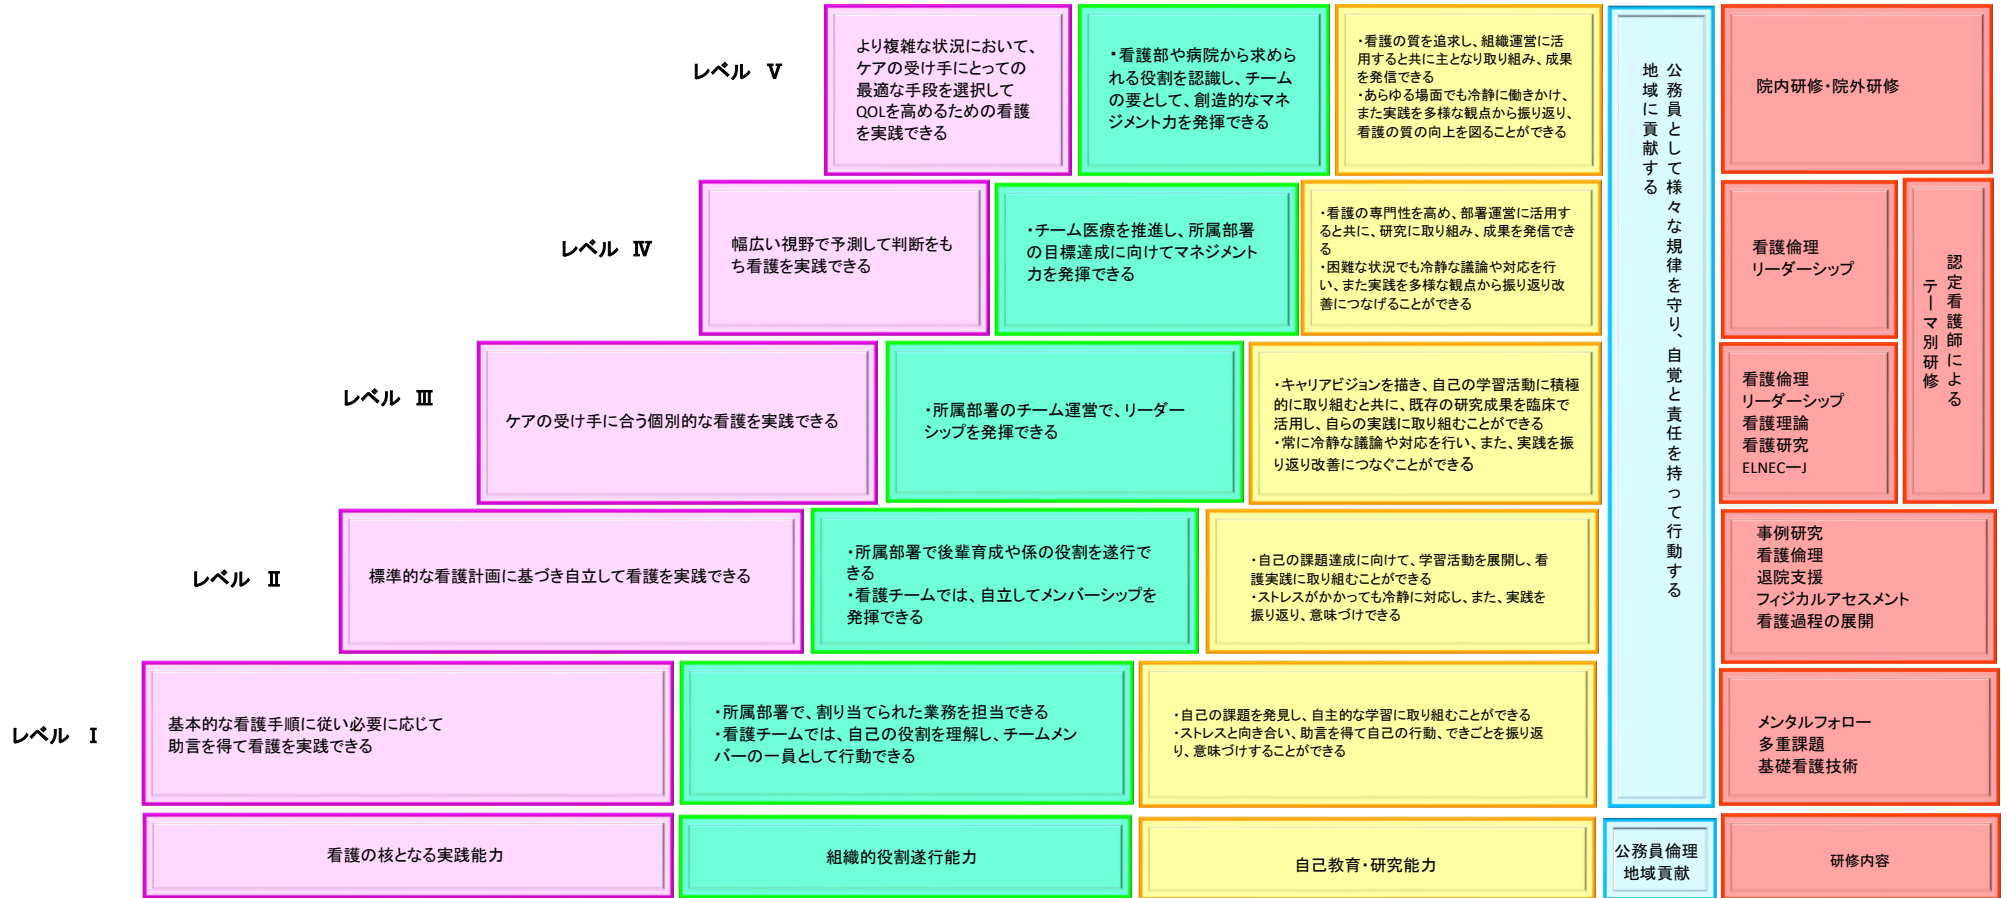 レベル Ⅴ
より複雑な状況において、
ケアの受け手にとっての
最適な手段を選択して
QOLを高めるための看護
を実践できる
・看護部や病院から求めら
れる役割を認識し、チーム
の要として、創造的なマネ
ジメント力を発揮できる
・看護の質を追求し、組織運営に活
用すると共に主となり取り組み、成果
を発信できる
・あらゆる場面でも冷静に働きかけ、
また実践を多様な観点から振り返り、
看護の質の向上を図ることができる
公務員として様々な規律を守り、自覚と責任を持って行動する
地域に貢献する
院内研修・院外研修
レベル Ⅳ
幅広い視野で予測して判断をも
ち看護を実践できる
・チーム医療を推進し、所属部署
の目標達成に向けてマネジメント
力を発揮できる
・看護の専門性を高め、部署運営に活用す
ると共に、研究に取り組み、成果を発信でき
る
・困難な状況でも冷静な議論や対応を行
い、また実践を多様な観点から振り返り改
善につなげることができる
看護倫理
リーダーシップ
認定看護師による
テーマ別研修
レベル Ⅲ
ケアの受け手に合う個別的な看護を実践できる
・所属部署のチーム運営で、リーダー
シップを発揮できる
・キャリアビジョンを描き、自己の学習活動に積極
的に取り組むと共に、既存の研究成果を臨床で
活用し、自らの実践に取り組むことができる
・常に冷静な議論や対応を行い、また、実践を振
り返り改善につなぐことができる
看護倫理
リーダーシップ
看護理論
看護研究
ELNEC―J
レベル Ⅱ
標準的な看護計画に基づき自立して看護を実践できる
・所属部署で後輩育成や係の役割を遂行で
きる
・看護チームでは、自立してメンバーシップを
発揮できる
・自己の課題達成に向けて、学習活動を展開し、看
護実践に取り組むことができる
・ストレスがかかっても冷静に対応し、また、実践を
振り返り、意味づけできる
事例研究
看護倫理
退院支援
フィジカルアセスメント
看護過程の展開
レベル Ⅰ
基本的な看護手順に従い必要に応じて
助言を得て看護を実践できる
・所属部署で、割り当てられた業務を担当できる
・看護チームでは、自己の役割を理解し、チームメン
バーの一員として行動できる
・自己の課題を発見し、自主的な学習に取り組むことができる
・ストレスと向き合い、助言を得て自己の行動、できごとを振り返
り、意味づけすることができる
メンタルフォロー
多重課題
基礎看護技術
看護の核となる実践能力
組織的役割遂行能力
自己教育・研究能力
公務員倫理
地域貢献
研修内容